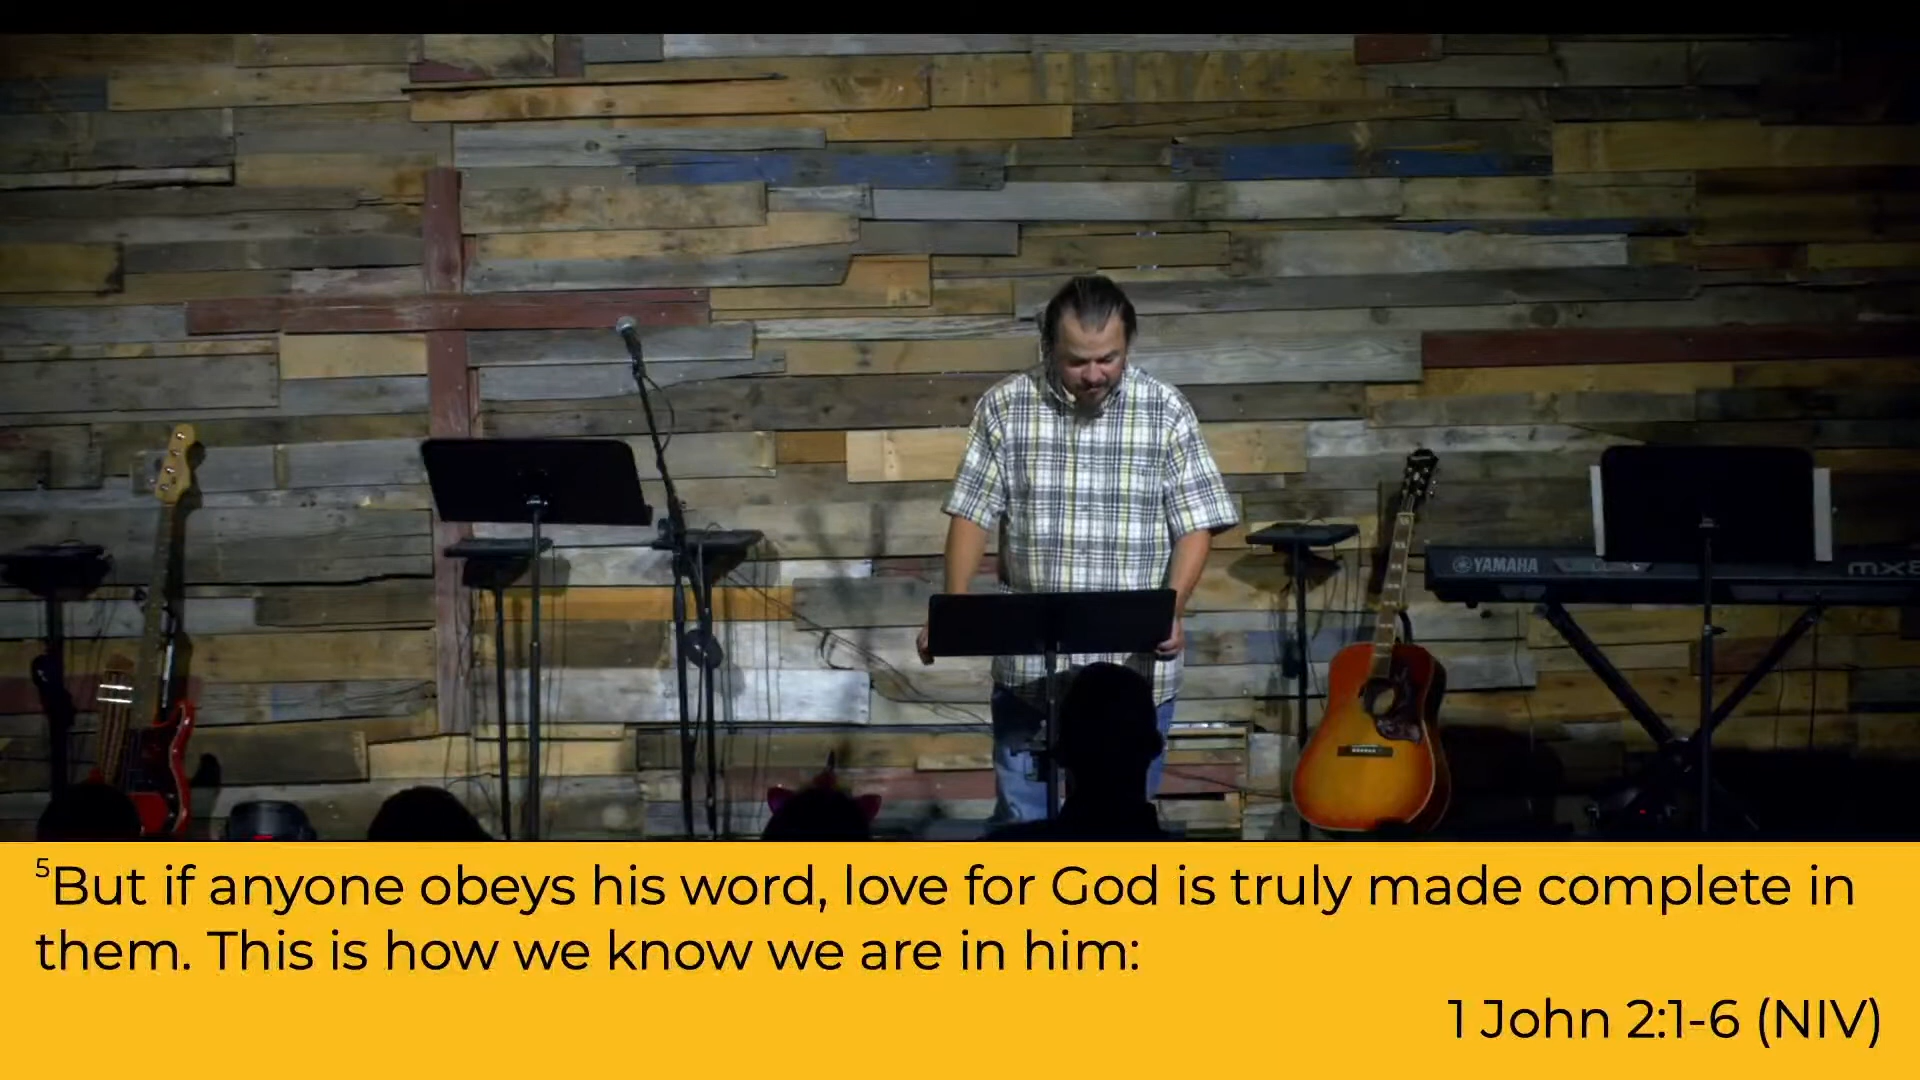 YAMAHA
mx
⁵But if anyone obeys his word, love for God is truly made complete in
them. This is how we know we are in him:
1 John 2:1-6 (NIV)